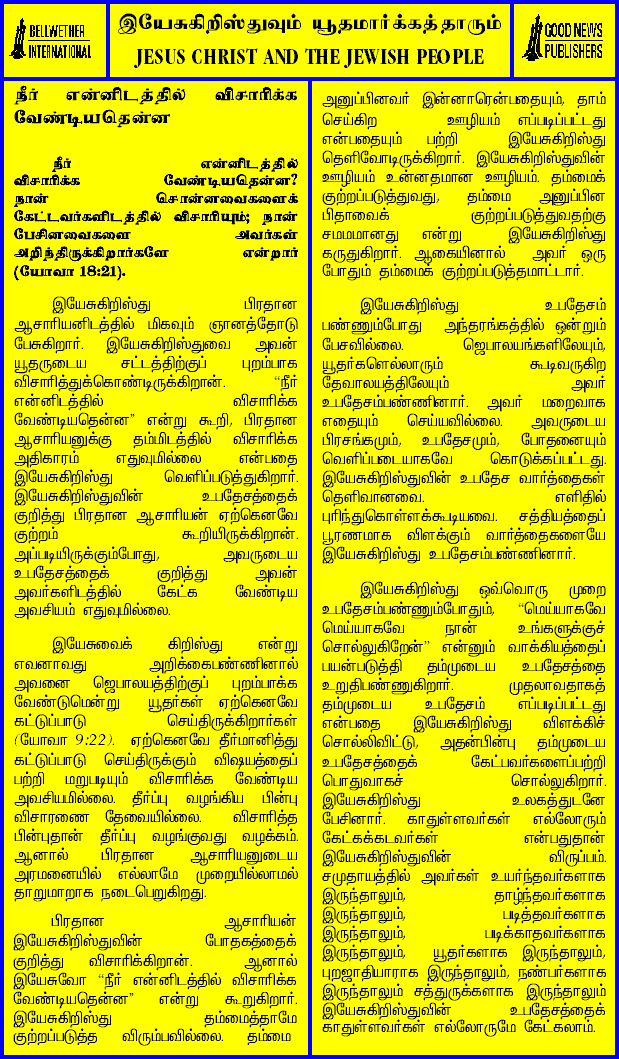 BELLWETHER
INTERNATIONAL
இயேசுகிறிஸ்துவும் யூதமார்க்கத்தாரும்
JESUS CHRIST AND THE JEWISH PEOPLE
GOOD NEWS
PUBLISHERS
நீர் என்னிடத்தில் விசாரிக்க
வேண்டியதென்ன
நீர் என்னிடத்தில்
விசாரிக்க வேண்டியதென்ன?
நான் சொன்னவைகளைக்
கேட்டவர்களிடத்தில் விசாரியும்; நான்
பேசினவைகளை அவர்கள்
அறிந்திருக்கிறார்களே என்றார்
(யோவா 18:21).
இயேசுகிறிஸ்து பிரதான
ஆசாரியனிடத்தில் மிகவும் ஞானத்தோடு
பேசுகிறார். இயேசுகிறிஸ்துவை அவன்
யூதருடைய சட்டத்திற்குப் புறம்பாக
விசாரித்துக்கொண்டிருக்கிறான். “நீர்
என்னிடத்தில் விசாரிக்க
வேண்டியதென்ன” என்று கூறி, பிரதான
ஆசாரியனுக்கு தம்மிடத்தில் விசாரிக்க
அதிகாரம் எதுவுமில்லை என்பதை
இயேசுகிறிஸ்து வெளிப்படுத்துகிறார்.
இயேசுகிறிஸ்துவின் உபதேசத்தைக்
குறித்து பிரதான ஆசாரியன் ஏற்கெனவே
குற்றம் கூறியிருக்கிறான்.
அப்படியிருக்கும்போது, அவருடைய
உபதேசத்தைக் குறித்து அவன்
அவர்களிடத்தில் கேட்க வேண்டிய
அவசியம் எதுவுமில்லை.
இயேசுவைக் கிறிஸ்து என்று
எவனாவது அறிக்கைபண்ணினால்
அவனை ஜெபாலயத்திற்குப் புறம்பாக்க
வேண்டுமென்று யூதர்கள் ஏற்கெனவே
கட்டுப்பாடு செய்திருக்கிறார்கள்
(யோவா 9:22). ஏற்கெனவே தீர்மானித்து
கட்டுப்பாடு செய்திருக்கும் விஷயத்தைப்
பற்றி மறுபடியும் விசாரிக்க வேண்டிய
அவசியமில்லை. தீர்ப்பு வழங்கிய பின்பு
விசாரணை தேவையில்லை. விசாரித்த
பின்புதான் தீர்ப்பு வழங்குவது வழக்கம்.
ஆனால் பிரதான ஆசாரியனுடைய
அரமனையில் எல்லாமே முறையில்லாமல்
தாறுமாறாக நடைபெறுகிறது.
பிரதான ஆசாரியன்
இயேசுகிறிஸ்துவின் போதகத்தைக்
குறித்து விசாரிக்கிறான். ஆனால்
இயேசுவோ “நீர் என்னிடத்தில் விசாரிக்க
வேண்டியதென்ன” என்று கூறுகிறார்.
இயேசுகிறிஸ்து தம்மைத்தாமே
குற்றப்படுத்த விரும்பவில்லை. தம்மை
அனுப்பினவர் இன்னாரென்பதையும், தாம்
செய்கிற ஊழியம் எப்படிப்பட்டது
என்பதையும் பற்றி இயேசுகிறிஸ்து
தெளிவோடிருக்கிறார். இயேசுகிறிஸ்துவின்
ஊழியம் உன்னதமான ஊழியம். தம்மைக்
குற்றப்படுத்துவது, தம்மை அனுப்பின
பிதாவைக் குற்றப்படுத்துவதற்கு
சமமமானது என்று இயேசுகிறிஸ்து
கருதுகிறார். ஆகையினால் அவர் ஒரு
போதும் தம்மைக் குற்றப்படுத்தமாட்டார்.
இயேசுகிறிஸ்து உபதேசம்
பண்ணும்போது அந்தரங்கத்தில் ஒன்றும்
பேசவில்லை. ஜெபாலயங்களிலேயும்,
யூதர்களெல்லாரும் கூடிவருகிற
தேவாலயத்திலேயும் அவர்
உபதேசம்பண்ணினார். அவர் மறைவாக
எதையும் செய்யவில்லை. அவருடைய
பிரசங்கமும், உபதேசமும், போதனையும்
வெளிப்படையாகவே கொடுக்கப்பட்டது.
இயேசுகிறிஸ்துவின் உபதேச வார்த்தைகள்
தெளிவானவை. எளிதில்
புரிந்துகொள்ளக்கூடியவை. சத்தியத்தைப்
பூரணமாக விளக்கும் வார்த்தைகளையே
இயேசுகிறிஸ்து உபதேசம்பண்ணினார்.
இயேசுகிறிஸ்து ஒவ்வொரு முறை
உபதேசம்பண்ணும்போதும், “மெய்யாகவே
மெய்யாகவே நான் உங்களுக்குச்
சொல்லுகிறேன்” என்னும் வாக்கியத்தைப்
பயன்படுத்தி தம்முடைய உபதேசத்தை
உறுதிபண்ணுகிறார். முதலாவதாகத்
தம்முடைய உபதேசம் எப்படிப்பட்டது
என்பதை இயேசுகிறிஸ்து விளக்கிச்
சொல்லிவிட்டு, அதன்பின்பு தம்முடைய
உபதேசத்தைக் கேட்பவர்களைப்பற்றி
பொதுவாகச் சொல்லுகிறார்.
இயேசுகிறிஸ்து உலகத்துடனே
பேசினார். காதுள்ளவர்கள் எல்லோரும்
கேட்கக்கடவர்கள் என்பதுதான்
இயேசுகிறிஸ்துவின் விருப்பம்.
சமுதாயத்தில் அவர்கள் உயர்ந்தவர்களாக
இருந்தாலும், தாழ்ந்தவர்களாக
இருந்தாலும், படித்தவர்களாக
இருந்தாலும், படிக்காதவர்களாக
இருந்தாலும், யூதர்களாக இருந்தாலும்,
புறஜாதியாராக இருந்தாலும், நண்பர்களாக
இருந்தாலும் சத்துருக்களாக இருந்தாலும்
இயேசுகிறிஸ்துவின் உபதேசத்தைக்
காதுள்ளவர்கள் எல்லோருமே கேட்கலாம்.